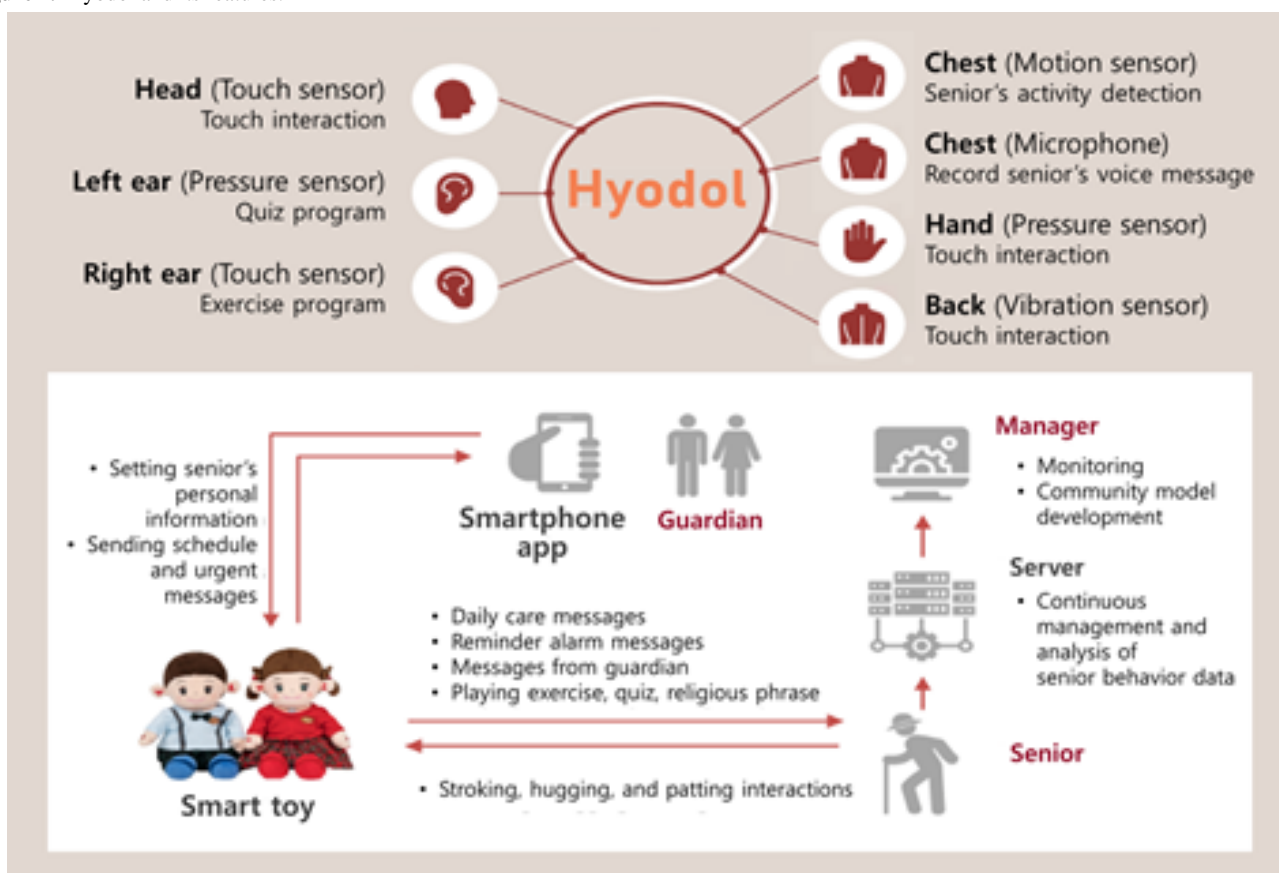 Head (Touch sensor)
Touch interaction
Left ear (Pressure sensor)
Quiz program
Right ear (Touch sensor)
Exercise program
Hyodol
Chest (Motion sensor)
Senior's activity detection
Chest (Microphone)
Record senior's voice message
Hand (Pressure sensor)
Touch interaction
Back (Vibration sensor)
Touch interaction
• Setting senior's
personal
information
• Sending schedule
and urgent
messages
Smartphone
app
Guardian
Manager
• Monitoring
• Community model
development
Server
• Continuous
management and
analysis of
senior behavior data
• Daily care messages
• Reminder alarm messages
• Messages from guardian
• Playing exercise, quiz, religious phrase
Smart toy
• Stroking, hugging, and patting interactions
Senior